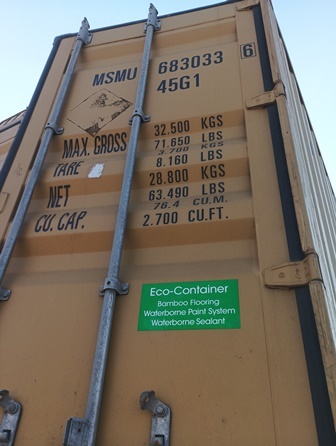 MSMU 683033 6
45G1
MAX. GROSS 32.500 KGS
71.650 LBS
TARE 3.700 KGS
8.160 LBS
NET 28.800 KGS
63.490 LBS
CU. CAP. 76.4 CU.M.
2.700 CU.FT.
Eco-Container
Bamboo Flooring
Waterborne Paint System
Waterborne Sealant